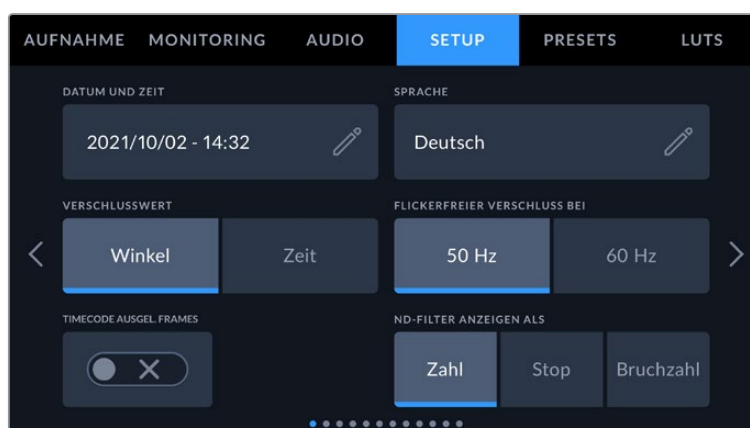 AUFNAHME MONITORING AUDIO SETUP PRESETS LUTS
DATUM UND ZEIT SPRACHE
2021/10/02 - 14:32 Deutsch
VERSCHLUSSWERT FLICKERFREIER VERSCHLUSS BEI
Winkel Zeit 50 Hz 60 Hz
TIMECODE AUSGEL. FRAMES ND-FILTER ANZEIGEN ALS
Zahl Stop Bruchzahl